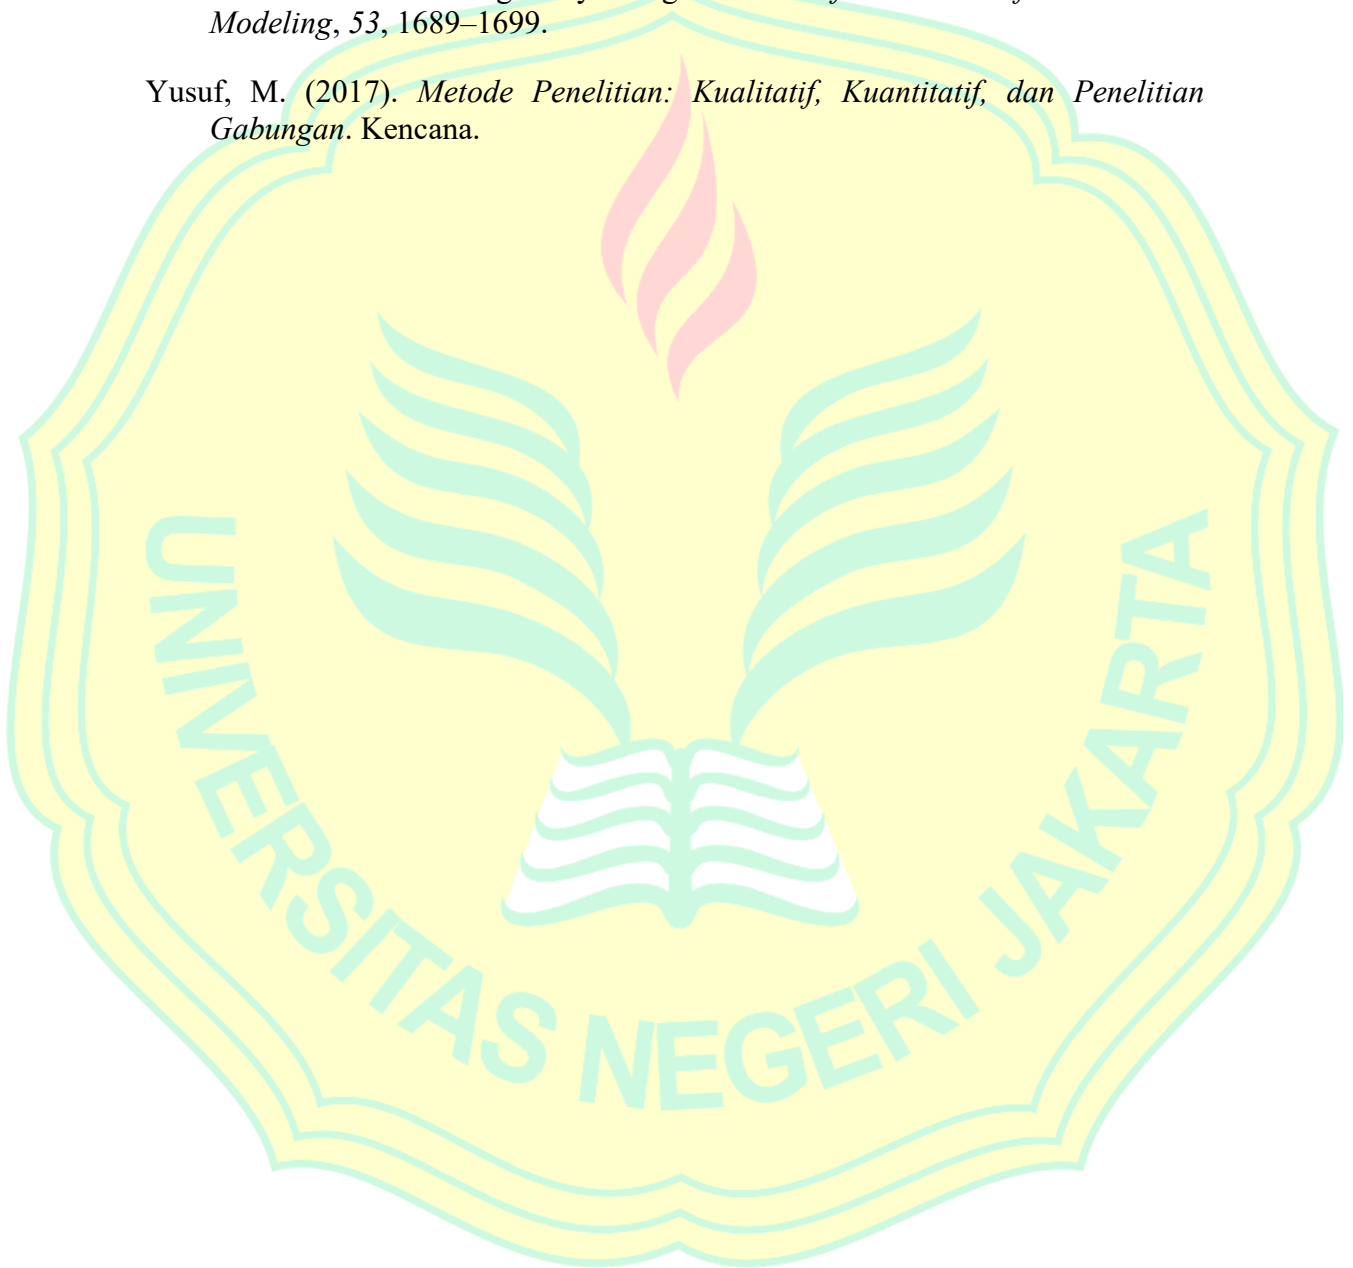 Modeling, 53, 1689–1699.
Yusuf, M. (2017). Metode Penelitian: Kualitatif, Kuantitatif, dan Penelitian
Gabungan. Kencana.
UNIVERSITAS NEGERI JAKARTA